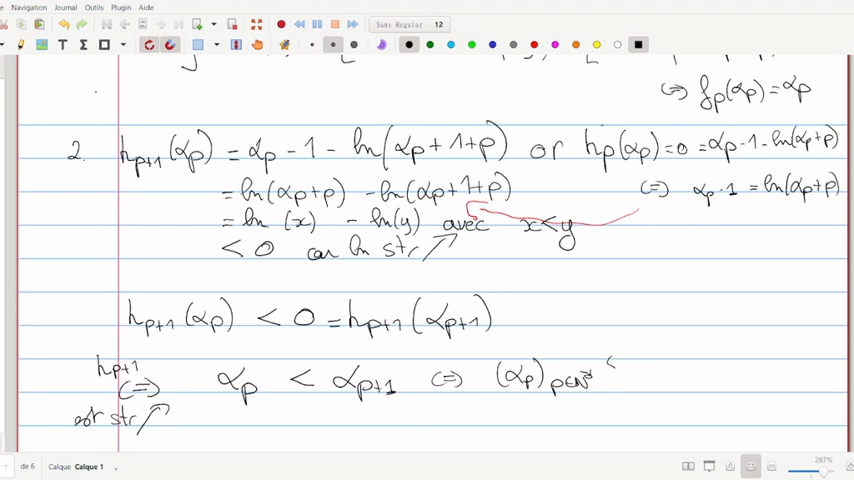 Navigation Journal Outils Plugin Aide
Sans Regular 12
(=) fp(αp)=αp
2. hp+1(αp) = αp - 1 - ln(αp+1+p) or hp(αp)=0=αp-1-ln(αp+p)
= ln(αp+p) - ln(αp+1+p) (=) αp-1 = ln(αp+p)
= ln (x) - ln(y) avec x<y
< 0 car ln str ↗
hp+1(αp) < 0 = hp+1(αp+1)
hp+1
(=) αp < αp+1 (=) (αp)p∈ℕ*
est str ↗
de 6 Calque Calque 1 287%